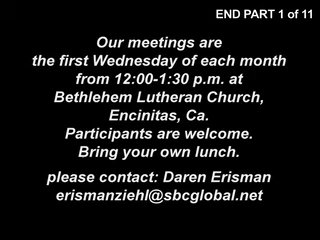 END PART 1 of 11
Our meetings are
the first Wednesday of each month
from 12:00-1:30 p.m. at
Bethlehem Lutheran Church,
Encinitas, Ca.
Participants are welcome.
Bring your own lunch.
please contact: Daren Erisman
erismanziehl@sbcglobal.net